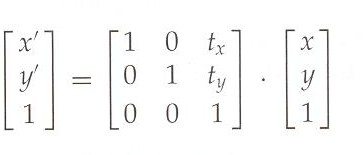 [x′] = [1 0 tₓ] · [x]
[y′] = [0 1 t_y] · [y]
[1] = [0 0 1] · [1]